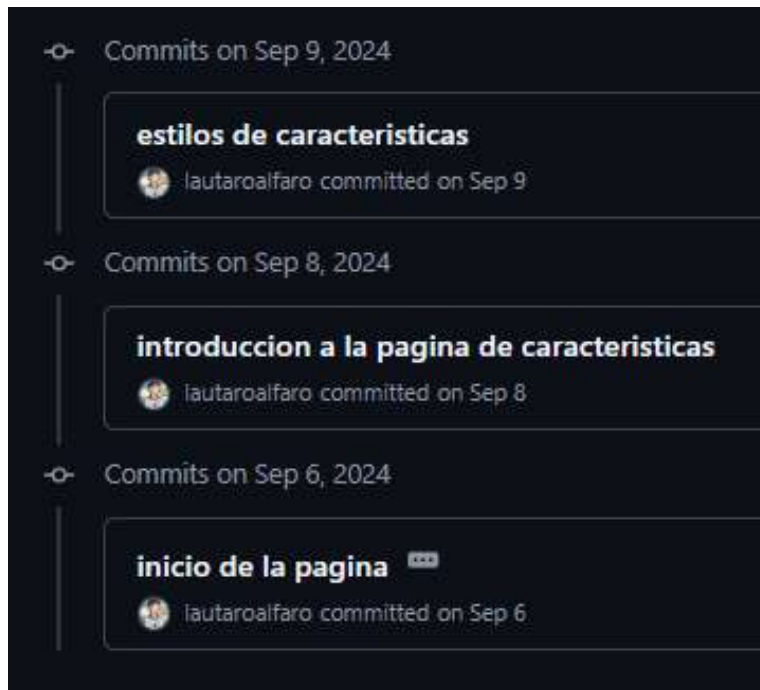 Commits on Sep 9, 2024
estilos de caracteristicas
lautaroalfaro committed on Sep 9
Commits on Sep 8, 2024
introduccion a la pagina de caracteristicas
lautaroalfaro committed on Sep 8
Commits on Sep 6, 2024
inicio de la pagina
lautaroalfaro committed on Sep 6